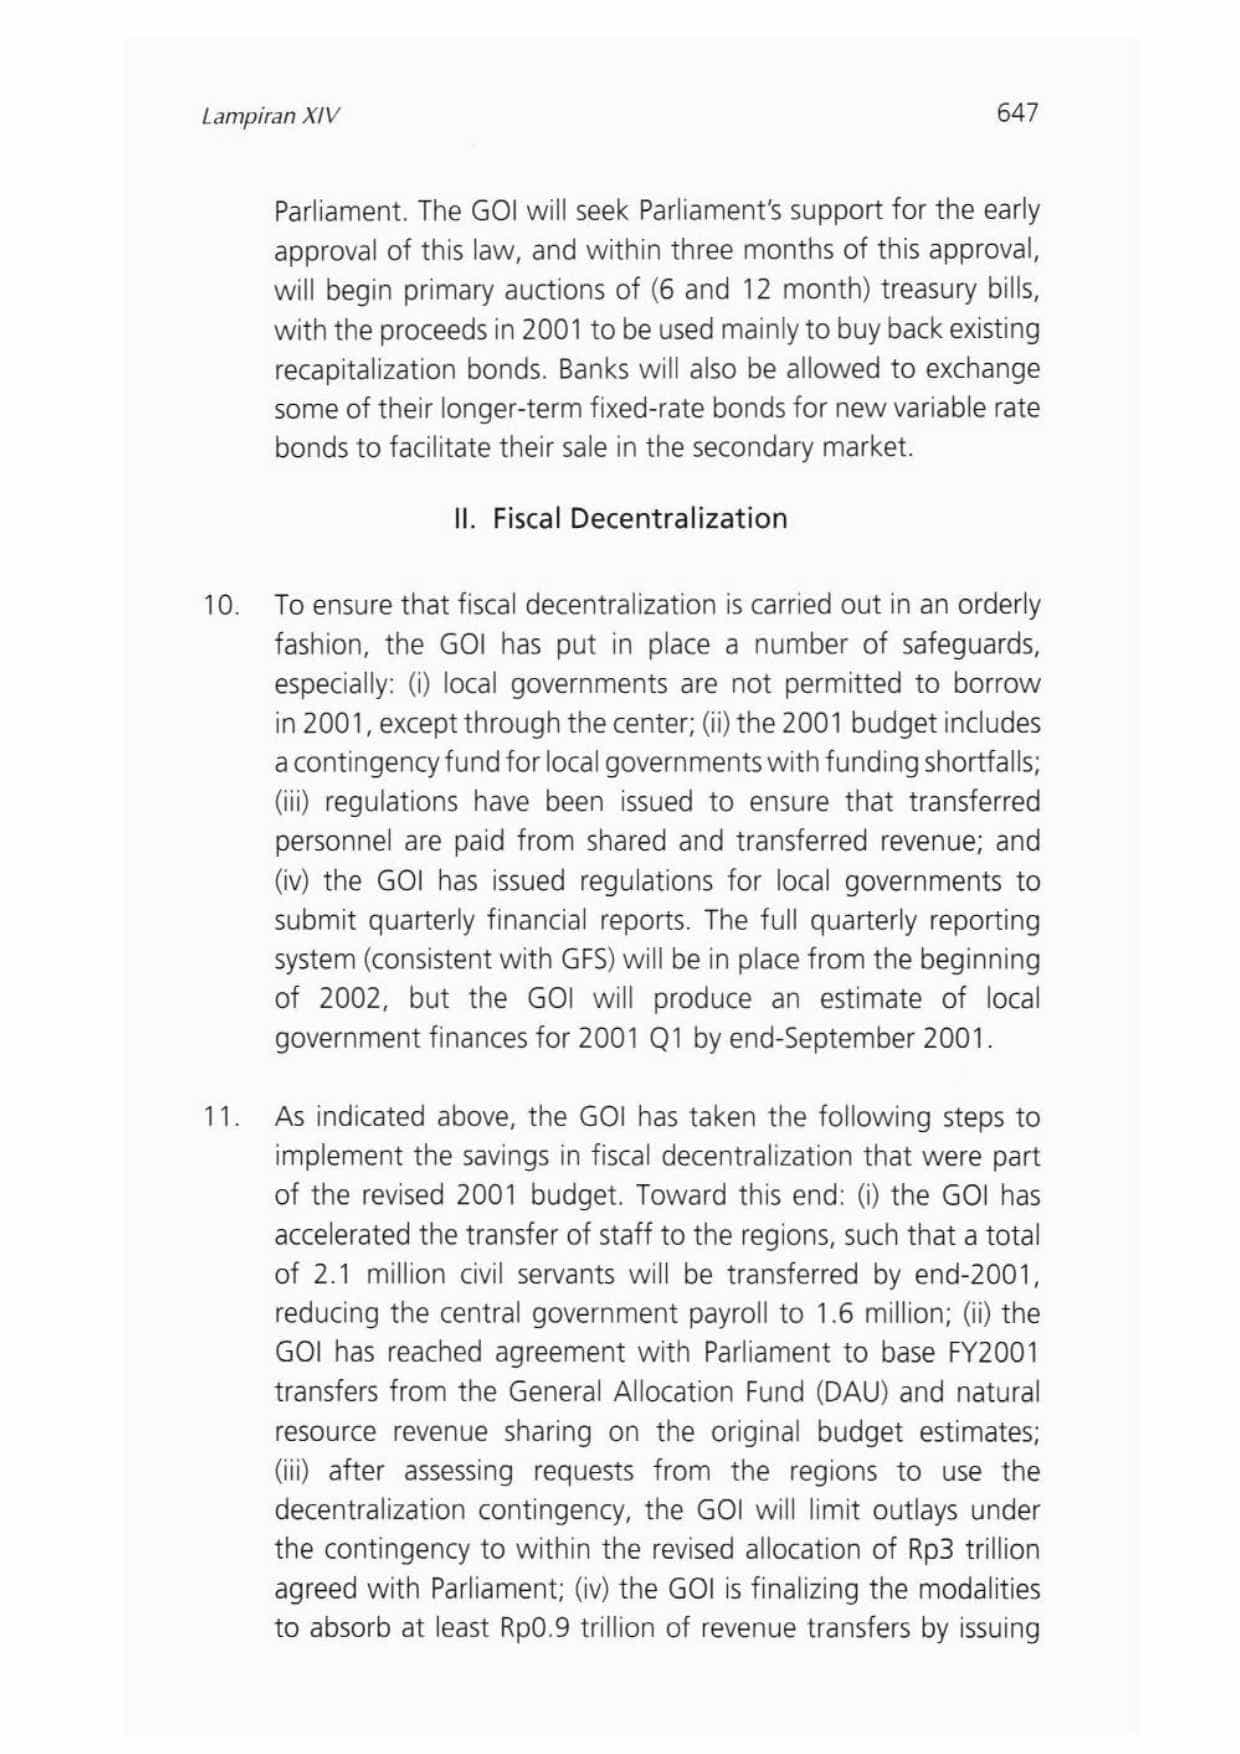 Lampiran XIV
647
Parliament. The GOI will seek Parliament's support for the early
approval of this law, and within three months of this approval,
will begin primary auctions of (6 and 12 month) treasury bills,
with the proceeds in 2001 to be used mainly to buy back existing
recapitalization bonds. Banks will also be allowed to exchange
some of their longer-term fixed-rate bonds for new variable rate
bonds to facilitate their sale in the secondary market.
II. Fiscal Decentralization
10. To ensure that fiscal decentralization is carried out in an orderly
fashion, the GOI has put in place a number of safeguards,
especially: (i) local governments are not permitted to borrow
in 2001, except through the center; (ii) the 2001 budget includes
a contingency fund for local governments with funding shortfalls;
(iii) regulations have been issued to ensure that transferred
personnel are paid from shared and transferred revenue; and
(iv) the GOI has issued regulations for local governments to
submit quarterly financial reports. The full quarterly reporting
system (consistent with GFS) will be in place from the beginning
of 2002, but the GOI will produce an estimate of local
government finances for 2001 Q1 by end-September 2001.
11. As indicated above, the GOI has taken the following steps to
implement the savings in fiscal decentralization that were part
of the revised 2001 budget. Toward this end: (i) the GOI has
accelerated the transfer of staff to the regions, such that a total
of 2.1 million civil servants will be transferred by end-2001,
reducing the central government payroll to 1.6 million; (ii) the
GOI has reached agreement with Parliament to base FY2001
transfers from the General Allocation Fund (DAU) and natural
resource revenue sharing on the original budget estimates;
(iii) after assessing requests from the regions to use the
decentralization contingency, the GOI will limit outlays under
the contingency to within the revised allocation of Rp3 trillion
agreed with Parliament; (iv) the GOI is finalizing the modalities
to absorb at least Rp0.9 trillion of revenue transfers by issuing